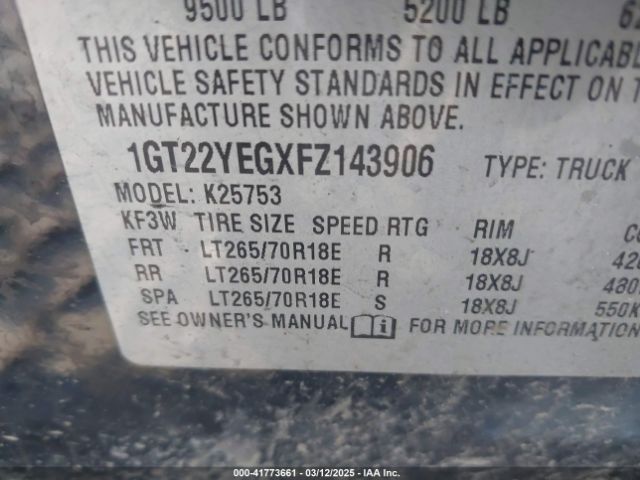 9500 LB 5200 LB
THIS VEHICLE CONFORMS TO ALL
VEHICLE SAFETY STANDARDS IN EFFECT ON
MANUFACTURE SHOWN ABOVE.
1GT22YEGXFZ143906 TYPE: TRUCK
MODEL: K25753
KF3W TIRE SIZE SPEED RTG RIM
FRT LT265/70R18E R 18X8J
RR LT265/70R18E R 18X8J
SPA LT265/70R18E S 18X8J 550K
SEE OWNER'S MANUAL FOR MORE INFORMATION
000-41773661 - 03/12/2025 - IAA Inc.